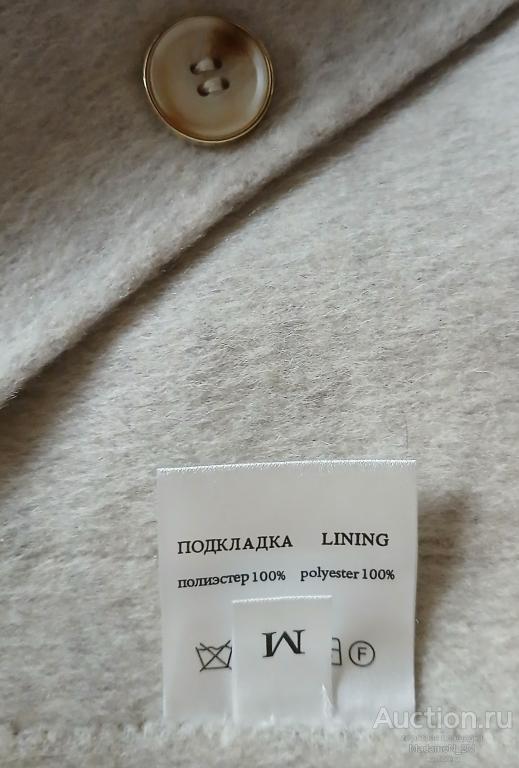 ПОДКЛАДКА LINING
полиэстер 100% polyester 100%
M
F
Auction.ru